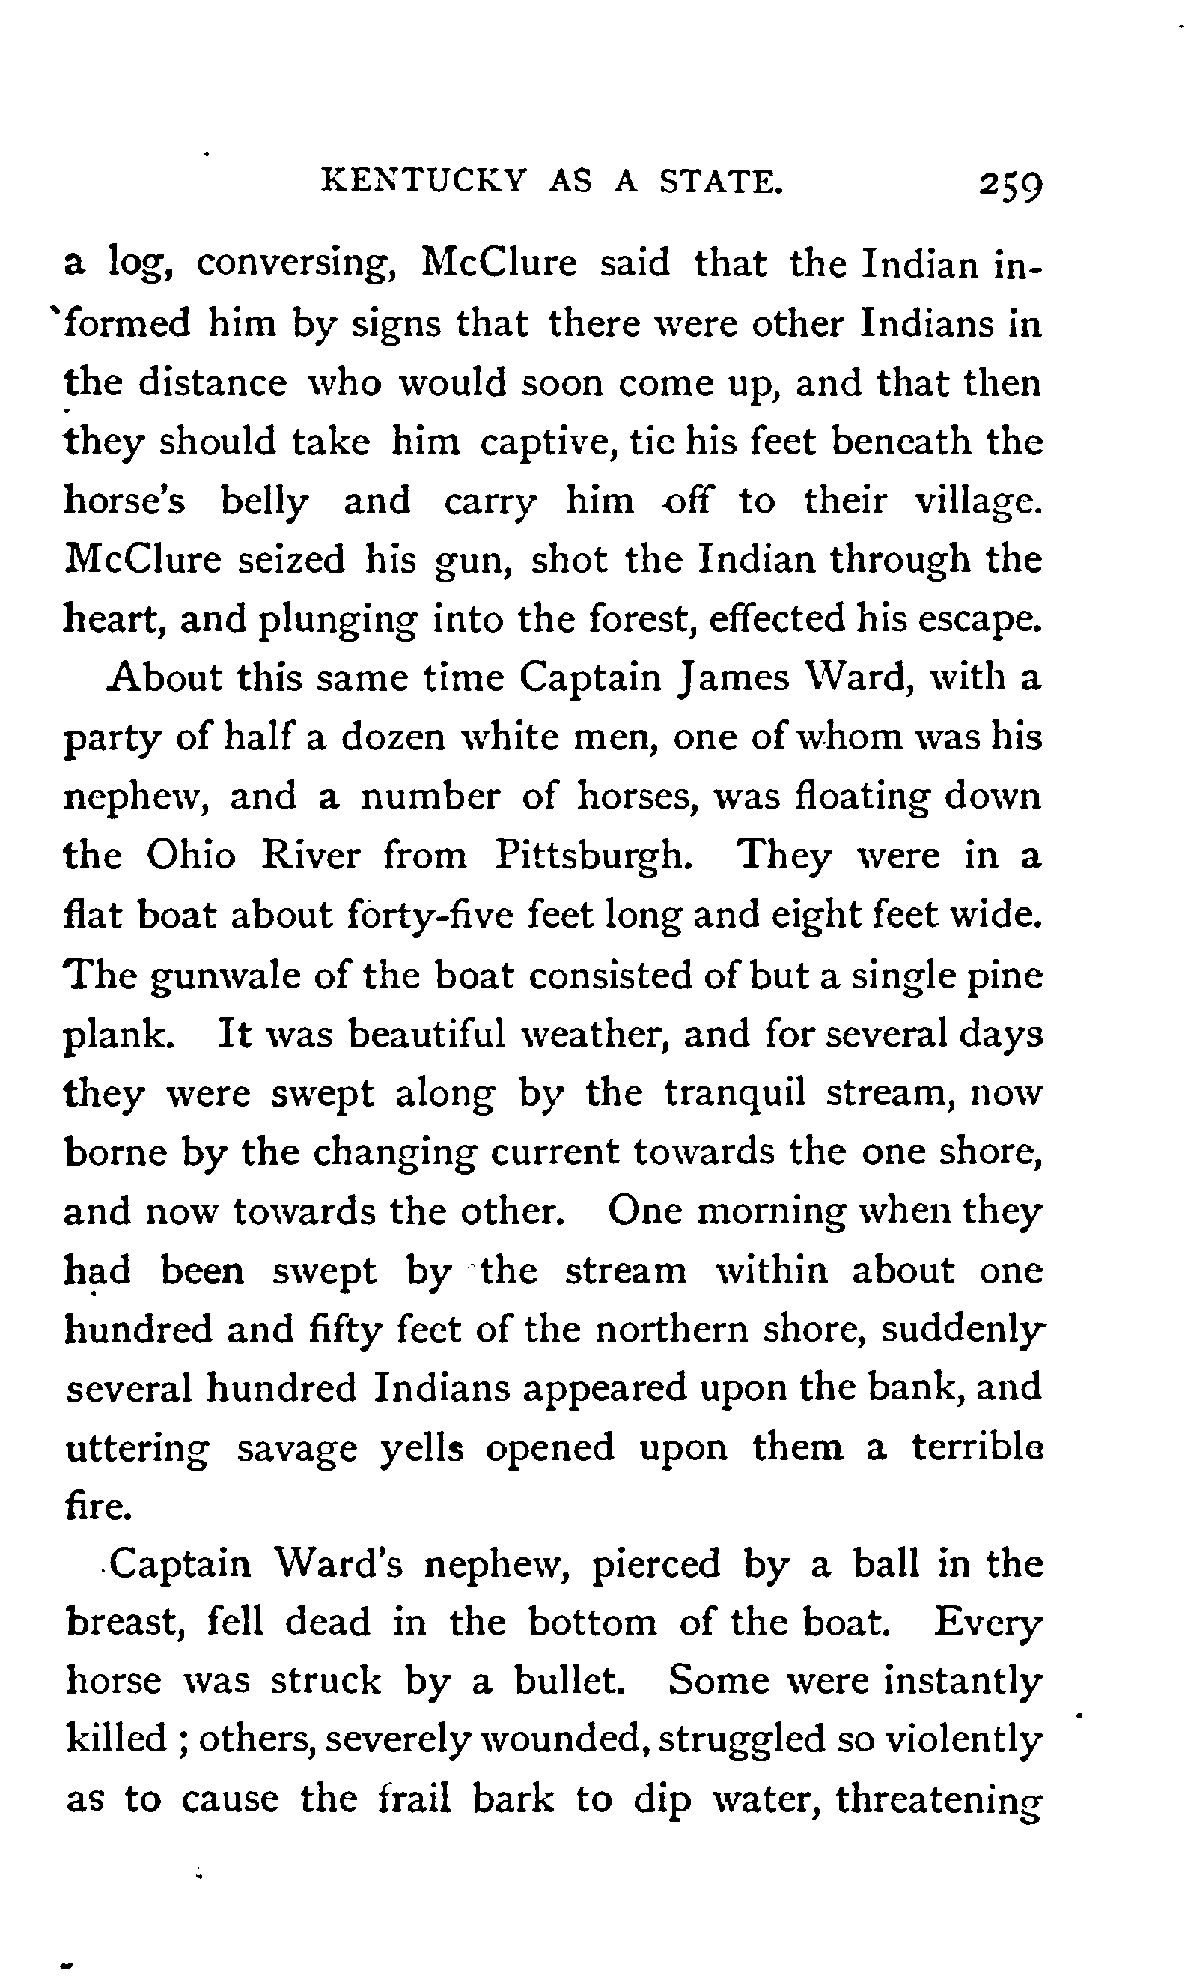 KENTUCKY AS A STATE. 259
a log, conversing, McClure said that the Indian in-
formed him by signs that there were other Indians in
the distance who would soon come up, and that then
they should take him captive, tie his feet beneath the
horse's belly and carry him off to their village.
McClure seized his gun, shot the Indian through the
heart, and plunging into the forest, effected his escape.
About this same time Captain James Ward, with a
party of half a dozen white men, one of whom was his
nephew, and a number of horses, was floating down
the Ohio River from Pittsburgh. They were in a
flat boat about forty-five feet long and eight feet wide.
The gunwale of the boat consisted of but a single pine
plank. It was beautiful weather, and for several days
they were swept along by the tranquil stream, now
borne by the changing current towards the one shore,
and now towards the other. One morning when they
had been swept by the stream within about one
hundred and fifty feet of the northern shore, suddenly
several hundred Indians appeared upon the bank, and
uttering savage yells opened upon them a terrible
fire.
Captain Ward's nephew, pierced by a ball in the
breast, fell dead in the bottom of the boat. Every
horse was struck by a bullet. Some were instantly
killed ; others, severely wounded, struggled so violently
as to cause the frail bark to dip water, threatening